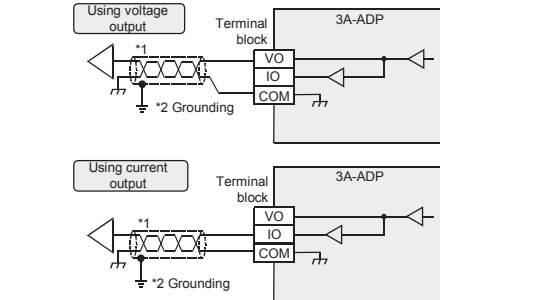 Using voltage
output
Terminal
block
3A-ADP
*1
VO
IO
COM
*2 Grounding
Using current
output
Terminal
block
3A-ADP
*1
VO
IO
COM
*2 Grounding